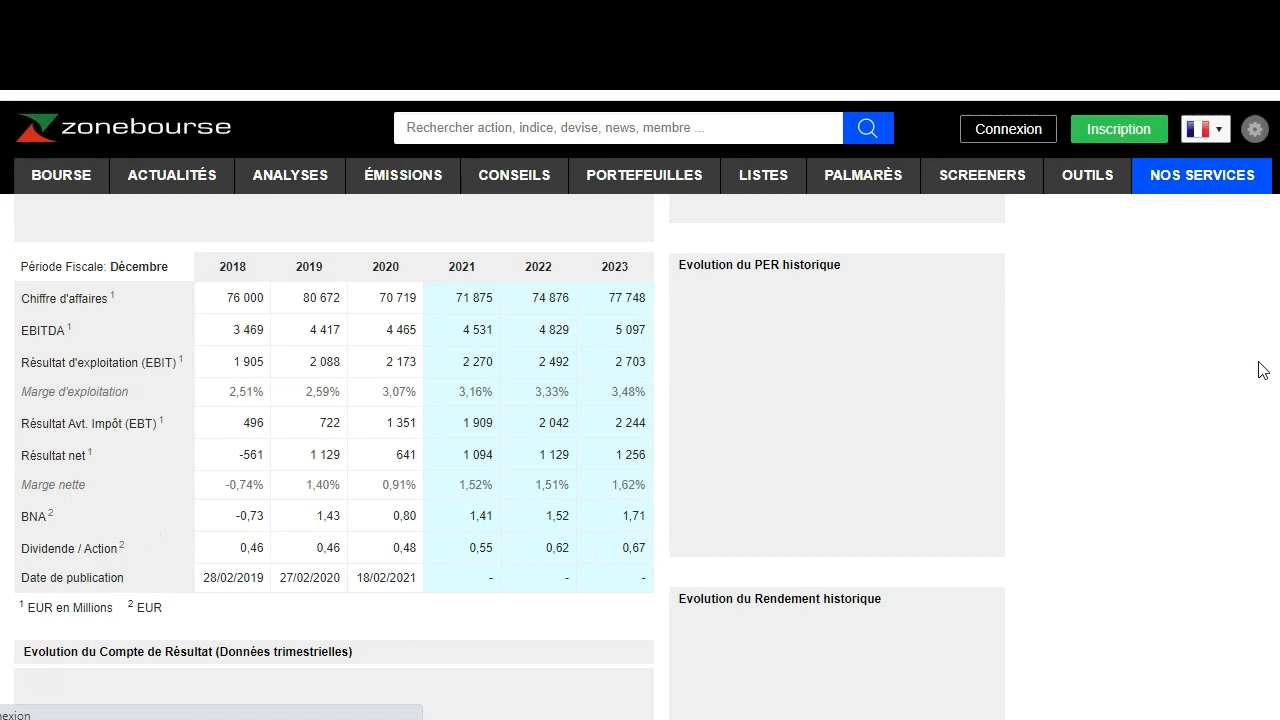 zonebourse
Rechercher action, indice, devise, news, membre ...
Connexion
Inscription
BOURSE ACTUALITÉS ANALYSES ÉMISSIONS CONSEILS PORTEFEUILLES LISTES PALMARÈS SCREENERS OUTILS NOS SERVICES
Période Fiscale: Décembre 2018 2019 2020 2021 2022 2023
Chiffre d'affaires 1 76 000 80 672 70 719 71 875 74 876 77 748
EBITDA 1 3 469 4 417 4 465 4 531 4 829 5 097
Résultat d'exploitation (EBIT) 1 1 905 2 088 2 173 2 270 2 492 2 703
Marge d'exploitation 2,51% 2,59% 3,07% 3,16% 3,33% 3,48%
Résultat Avt. Impôt (EBT) 1 496 722 1 351 1 909 2 042 2 244
Résultat net 1 -561 1 129 641 1 094 1 129 1 256
Marge nette -0,74% 1,40% 0,91% 1,52% 1,51% 1,62%
BNA 2 -0,73 1,43 0,80 1,41 1,52 1,71
Dividende / Action 2 0,46 0,46 0,48 0,55 0,62 0,67
Date de publication 28/02/2019 27/02/2020 18/02/2021 - - -
1 EUR en Millions 2 EUR
Evolution du Compte de Résultat (Données trimestrielles)
Evolution du PER historique
Evolution du Rendement historique
nexion